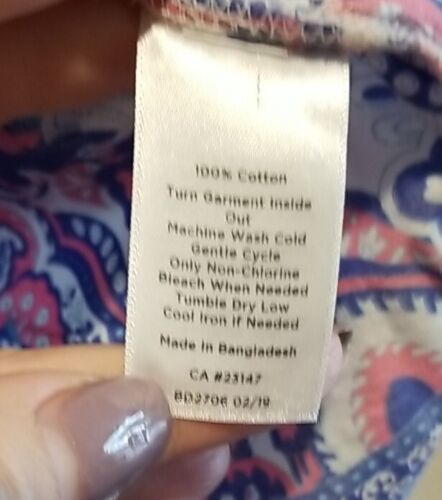 100% Cotton
Turn Garment Inside
Out
Machine Wash Cold
Gentle Cycle
Only Non-Chlorine
Bleach When Needed
Tumble Dry Low
Cool Iron if Needed
Made in Bangladesh
CA #23147
BD2706 02/19